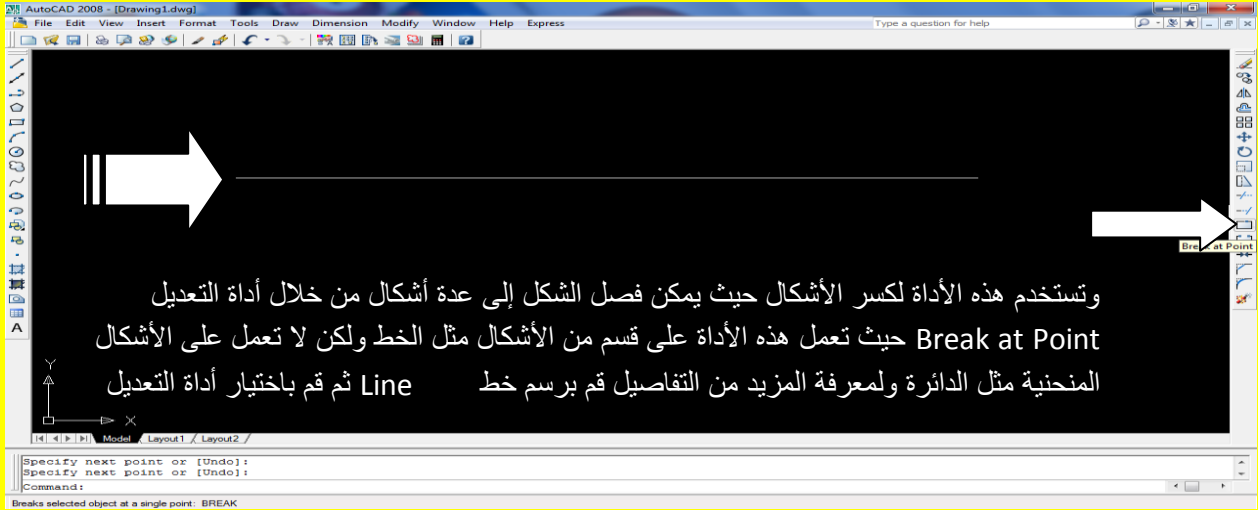 AutoCAD 2008 - [Drawing1.dwg]
File Edit View Insert Format Tools Draw Dimension Modify Window Help Express Type a question for help
A
Break at Point
وتستخدم هذه الأداة لكسر الأشكال حيث يمكن فصل الشكل إلى عدة أشكال من خلال أداة التعديل
Break at Point حيث تعمل هذه الأداة على قسم من الأشكال مثل الخط ولكن لا تعمل على الأشكال
المنحنية مثل الدائرة ولمعرفة المزيد من التفاصيل قم برسم خط Line ثم قم باختيار أداة التعديل
Y
X
Model Layout1 Layout2
Specify next point or [Undo]:
Specify next point or [Undo]:
Command:
Breaks selected object at a single point: BREAK